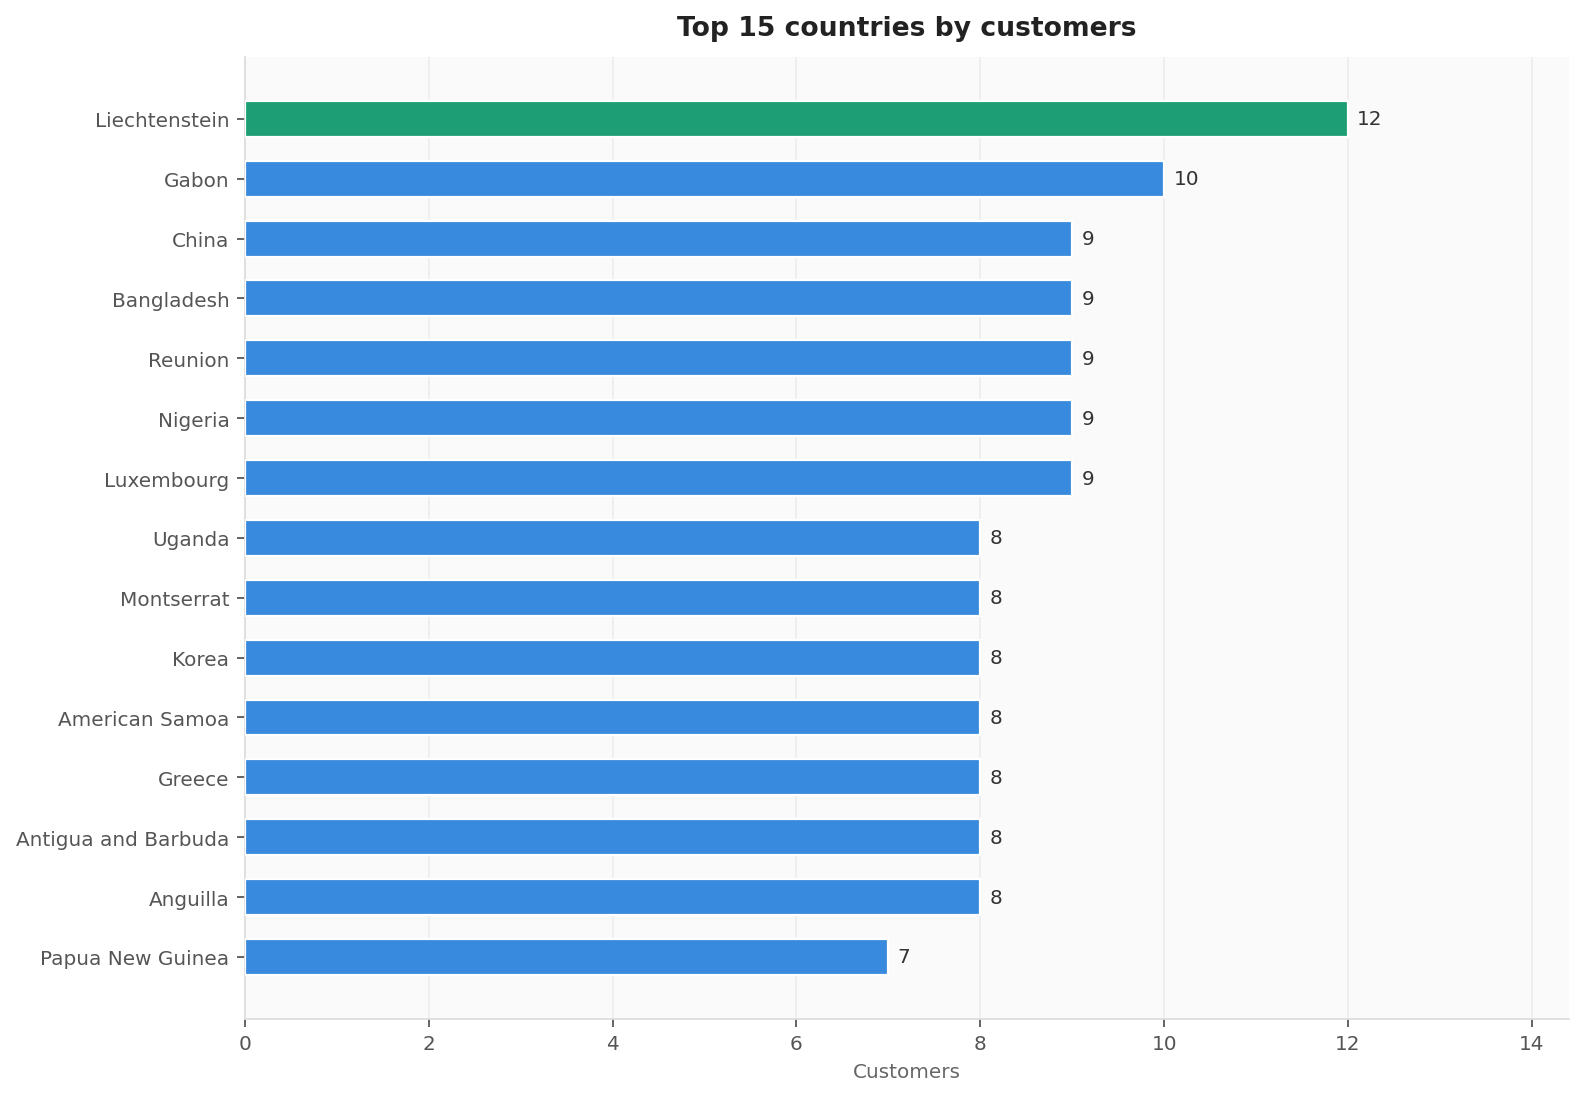 Top 15 countries by customers
Liechtenstein 12
Gabon 10
China 9
Bangladesh 9
Reunion 9
Nigeria 9
Luxembourg 9
Uganda 8
Montserrat 8
Korea 8
American Samoa 8
Greece 8
Antigua and Barbuda 8
Anguilla 8
Papua New Guinea 7
0 2 4 6 8 10 12 14
Customers